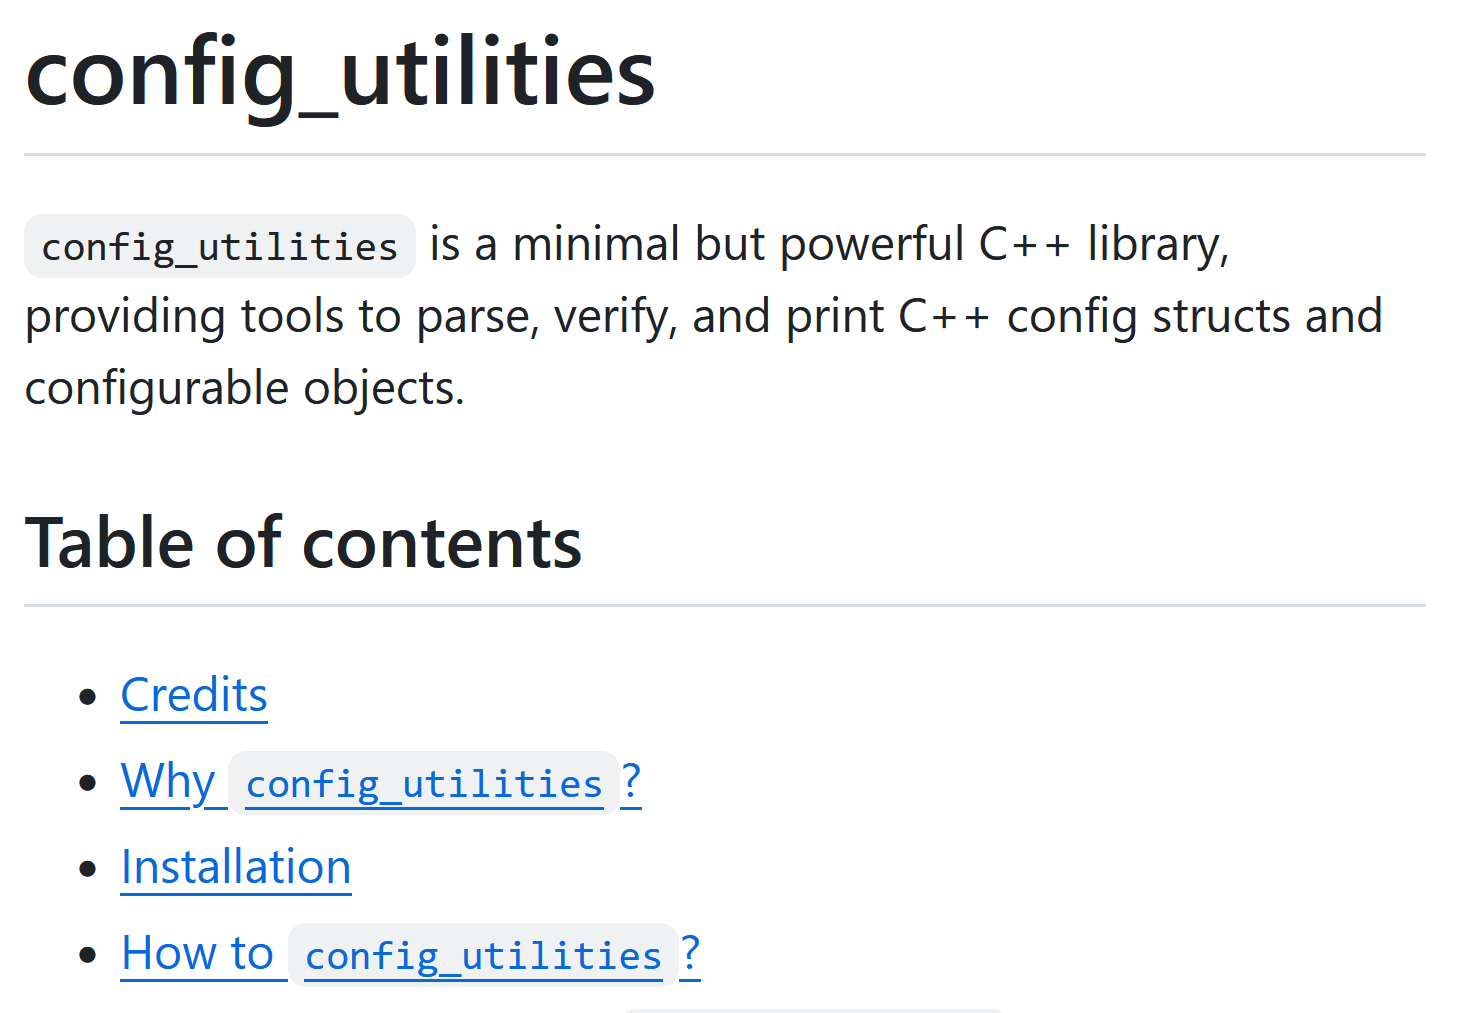 config_utilities
config_utilities is a minimal but powerful C++ library,
providing tools to parse, verify, and print C++ config structs and
configurable objects.
Table of contents
• Credits
• Why config_utilities?
• Installation
• How to config_utilities?